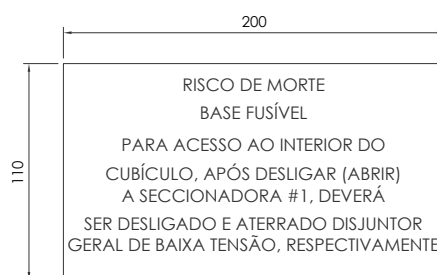 200
110
RISCO DE MORTE
BASE FUSÍVEL
PARA ACESSO AO INTERIOR DO
CUBÍCULO, APÓS DESLIGAR (ABRIR)
A SECCIONADORA #1, DEVERÁ
SER DESLIGADO E ATERRADO DISJUNTOR
GERAL DE BAIXA TENSÃO, RESPECTIVAMENTE